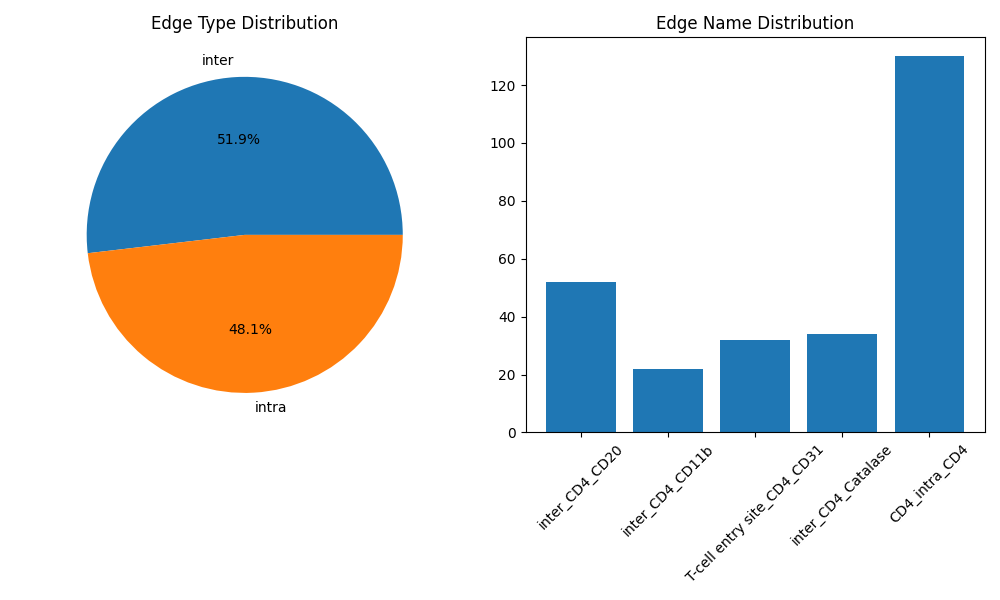 Edge Type Distribution
inter
51.9%
48.1%
intra
Edge Name Distribution
120
100
80
60
40
20
0
inter_CD4_CD20
inter_CD4_CD11b
T-cell entry site_CD4_CD31
inter_CD4_Catalase
CD4_intra_CD4